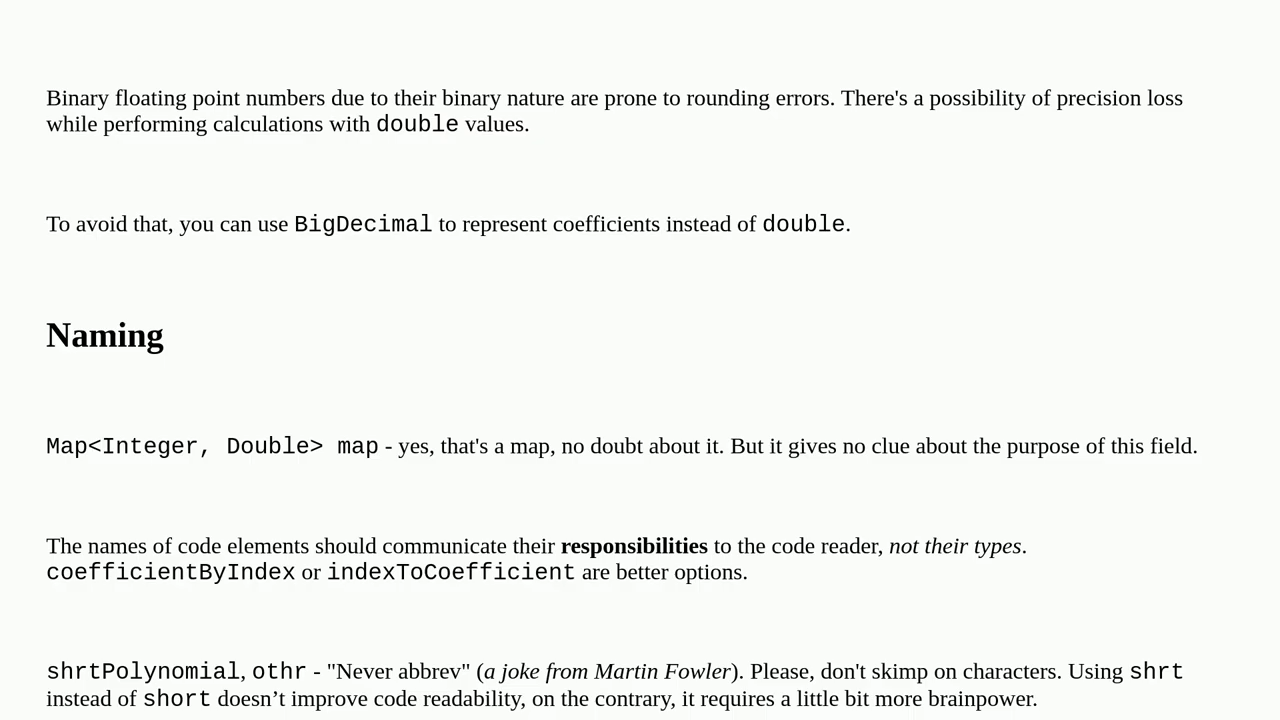 Binary floating point numbers due to their binary nature are prone to rounding errors. There's a possibility of precision loss
while performing calculations with double values.
To avoid that, you can use BigDecimal to represent coefficients instead of double.
Naming
Map<Integer, Double> map - yes, that's a map, no doubt about it. But it gives no clue about the purpose of this field.
The names of code elements should communicate their responsibilities to the code reader, not their types.
coefficientByIndex or indexToCoefficient are better options.
shrtPolynomial, othr - "Never abbrev" (a joke from Martin Fowler). Please, don't skimp on characters. Using shrt
instead of short doesn’t improve code readability, on the contrary, it requires a little bit more brainpower.